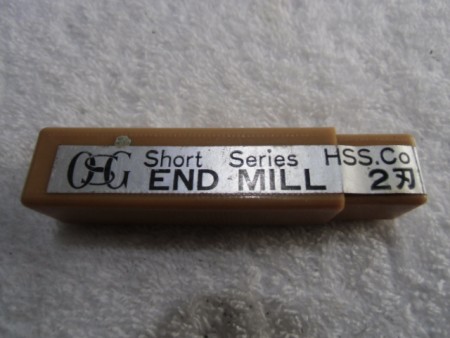 OSG Short Series HSS.Co
END MILL 2刃